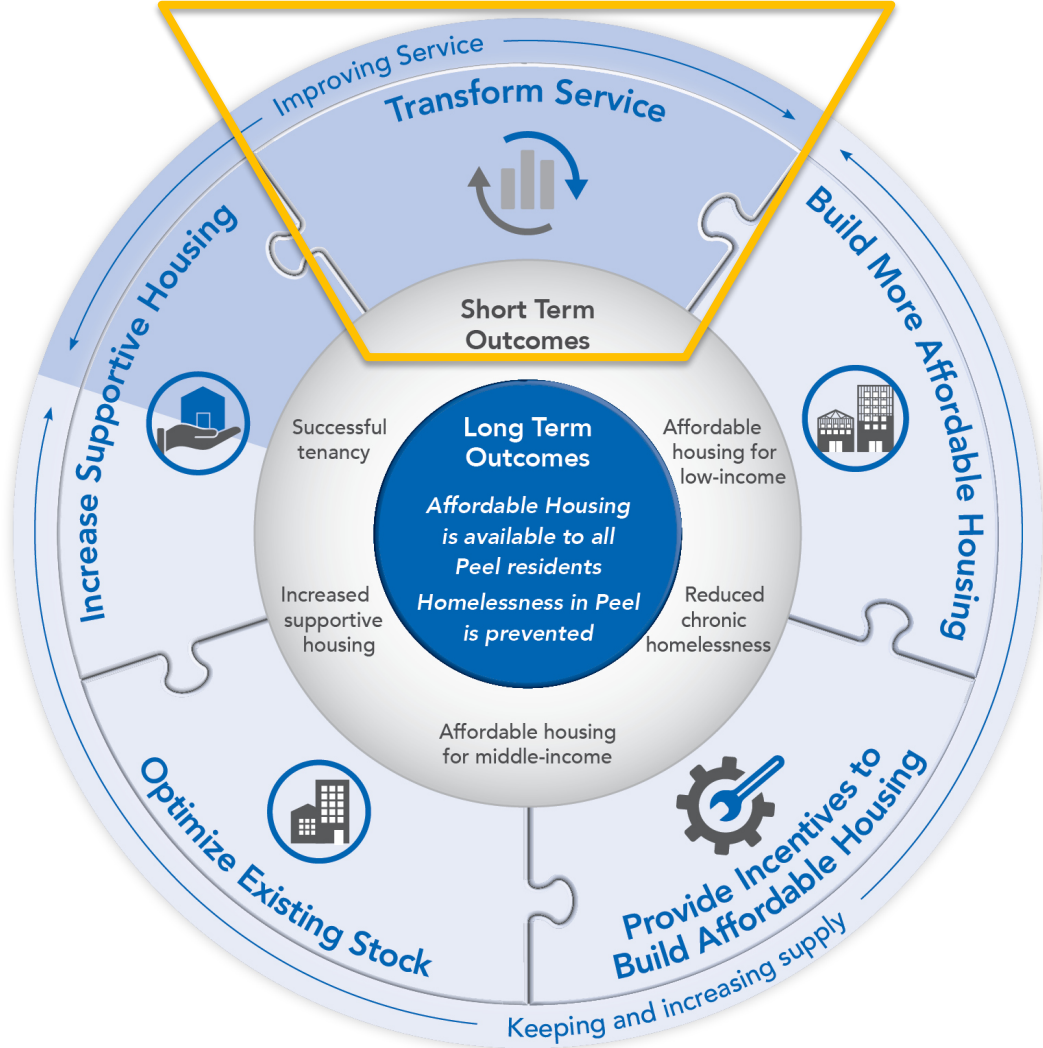 Improving Service
Transform Service
Build More Affordable Housing
Provide Incentives to
Build Affordable Housing
Keeping and increasing supply
Optimize Existing Stock
Increase Supportive Housing
Short Term
Outcomes
Successful
tenancy
Affordable
housing for
low-income
Increased
supportive
housing
Reduced
chronic
homelessness
Affordable housing
for middle-income
Long Term
Outcomes
Affordable Housing
is available to all
Peel residents
Homelessness in Peel
is prevented